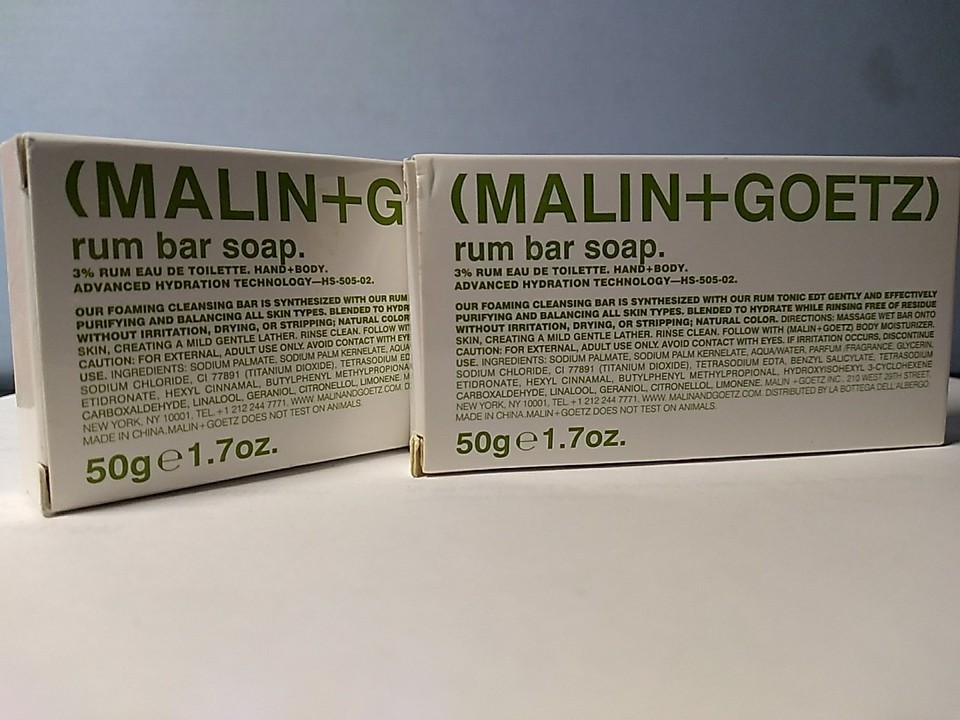 (MALIN+G
rum bar soap.
3% RUM EAU DE TOILETTE. HAND+BODY.
ADVANCED HYDRATION TECHNOLOGY—HS-505-02.
OUR FOAMING CLEANSING BAR IS SYNTHESIZED WITH OUR RUM
PURIFYING AND BALANCING ALL SKIN TYPES. BLENDED TO HYDR
WITHOUT IRRITATION, DRYING, OR STRIPPING; NATURAL COLOR
SKIN, CREATING A MILD GENTLE LATHER. RINSE CLEAN. FOLLOW WIT
CAUTION: FOR EXTERNAL, ADULT USE ONLY. AVOID CONTACT WITH EYE
USE. INGREDIENTS: SODIUM PALMATE, SODIUM PALM KERNELATE, AQUA
SODIUM CHLORIDE, CI 77891 (TITANIUM DIOXIDE), TETRASODIUM ED
ETIDRONATE, HEXYL CINNAMAL, BUTYLPHENYL METHYLPROPIONA
CARBOXALDEHYDE, LINALOOL, GERANIOL, CITRONELLOL, LIMONENE. M
NEW YORK, NY 10001, TEL.+1 212 244 7771. WWW.MALINANDGOETZ.COM. D
MADE IN CHINA.MALIN+GOETZ DOES NOT TEST ON ANIMALS.
50g ℮ 1.7oz.
(MALIN+GOETZ)
rum bar soap.
3% RUM EAU DE TOILETTE. HAND+BODY.
ADVANCED HYDRATION TECHNOLOGY—HS-505-02.
OUR FOAMING CLEANSING BAR IS SYNTHESIZED WITH OUR RUM TONIC EDT GENTLY AND EFFECTIVELY
PURIFYING AND BALANCING ALL SKIN TYPES. BLENDED TO HYDRATE WHILE RINSING FREE OF RESIDUE
WITHOUT IRRITATION, DRYING, OR STRIPPING; NATURAL COLOR. DIRECTIONS: MASSAGE WET BAR ONTO
SKIN, CREATING A MILD GENTLE LATHER. RINSE CLEAN. FOLLOW WITH (MALIN+GOETZ) BODY MOISTURIZER.
CAUTION: FOR EXTERNAL, ADULT USE ONLY. AVOID CONTACT WITH EYES. IF IRRITATION OCCURS, DISCONTINUE
USE. INGREDIENTS: SODIUM PALMATE, SODIUM PALM KERNELATE, AQUA/WATER, PARFUM /FRAGRANCE, GLYCERIN,
SODIUM CHLORIDE, CI 77891 (TITANIUM DIOXIDE), TETRASODIUM EDTA, BENZYL SALICYLATE, TETRASODIUM
ETIDRONATE, HEXYL CINNAMAL, BUTYLPHENYL METHYLPROPIONAL, HYDROXYISOHEXYL 3-CYCLOHEXENE
CARBOXALDEHYDE, LINALOOL, GERANIOL, CITRONELLOL, LIMONENE. MALIN +GOETZ INC., 210 WEST 29TH STREET,
NEW YORK, NY 10001, TEL.+1 212 244 7771. WWW.MALINANDGOETZ.COM. DISTRIBUTED BY LA BOTTEGA DELL'ALBERGO.
MADE IN CHINA.MALIN+GOETZ DOES NOT TEST ON ANIMALS.
50g ℮ 1.7oz.